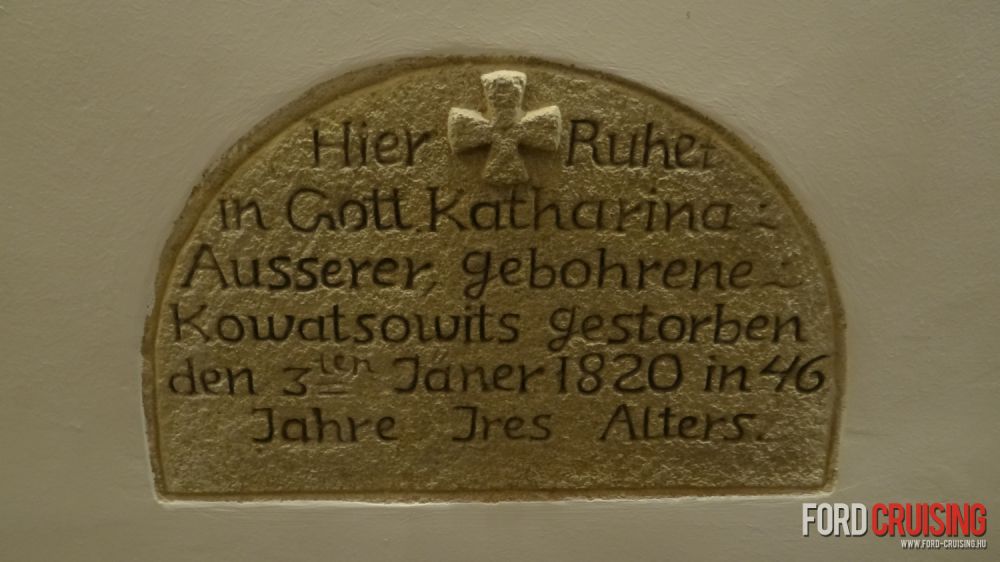 Hier Ruhet
in Gott Katharina
Ausserer, gebohrene
Kowatsowits gestorben
den 3ten Jäner 1820 in 46
Jahre Jres Alters.
FORD CRUISING
WWW.FORD-CRUISING.HU